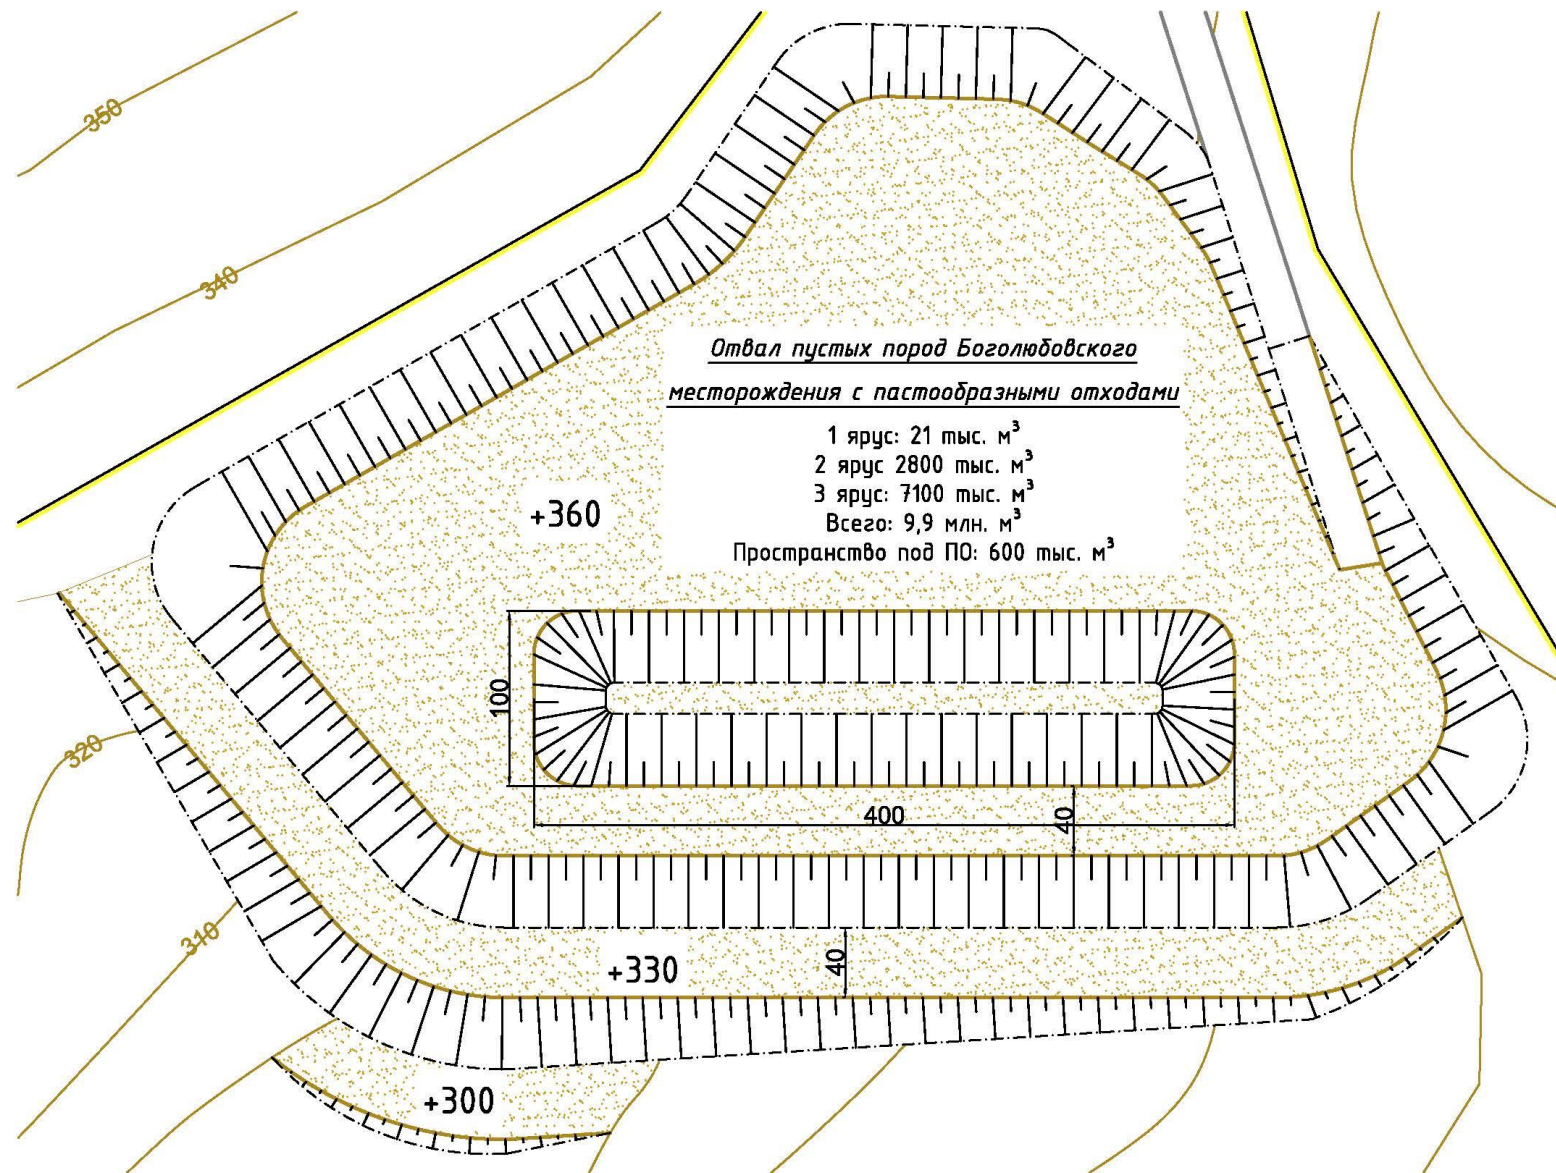 350
340
Отвал пустых пород Боголюбовского
месторождения с пастообразными отходами
1 ярус: 21 тыс. м³
2 ярус 2800 тыс. м³
3 ярус: 7100 тыс. м³
Всего: 9,9 млн. м³
Пространство под ПО: 600 тыс. м³
+360
100
320
400
40
310
+330
40
+300